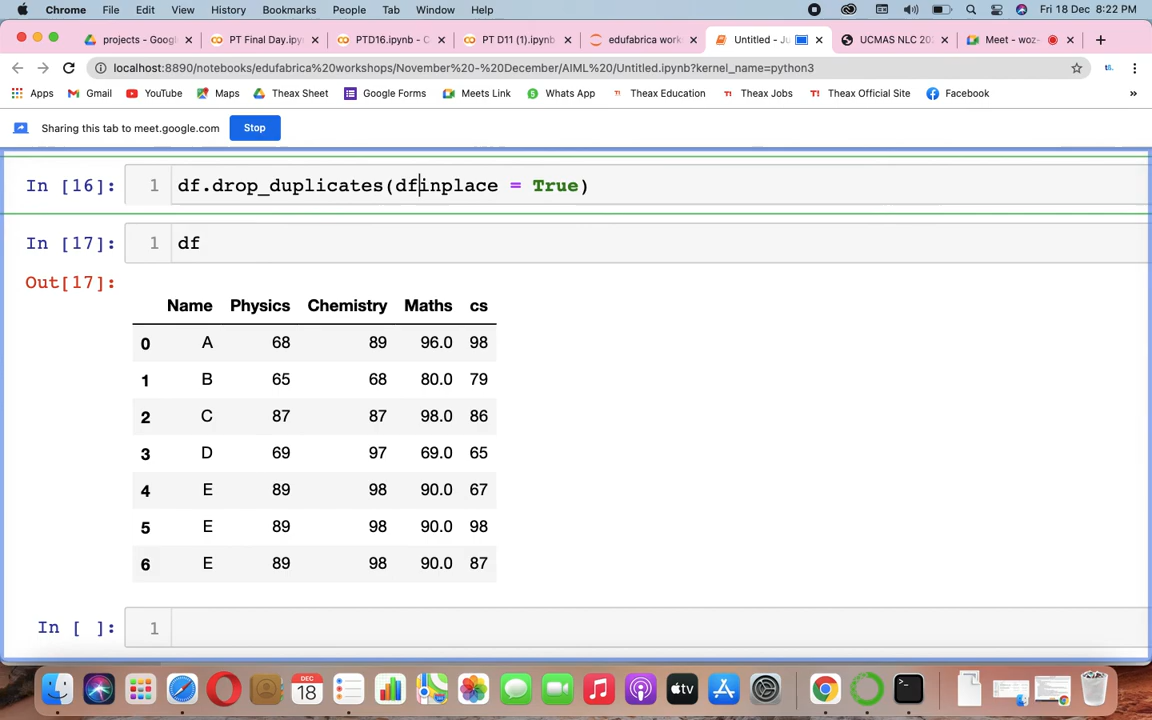 Chrome File Edit View History Bookmarks People Tab Window Help Fri 18 Dec 8:22 PM
projects - Googl PT Final Day.ipy PTD16.ipynb - C PT D11 (1).ipynb edufabrica work Untitled - Ju UCMAS NLC 20 Meet - woz-
localhost:8890/notebooks/edufabrica%20workshops/November%20-%20December/AIML%20/Untitled.ipynb?kernel_name=python3
Apps Gmail YouTube Maps Theax Sheet Google Forms Meets Link Whats App Theax Education Theax Jobs Theax Official Site Facebook »
Sharing this tab to meet.google.com Stop
In [16]: 1 df.drop_duplicates(dfinplace = True)
In [17]: 1 df
Out[17]:
Name Physics Chemistry Maths cs
0 A 68 89 96.0 98
1 B 65 68 80.0 79
2 C 87 87 98.0 86
3 D 69 97 69.0 65
4 E 89 98 90.0 67
5 E 89 98 90.0 98
6 E 89 98 90.0 87
In [ ]: 1
DEC
18
tv